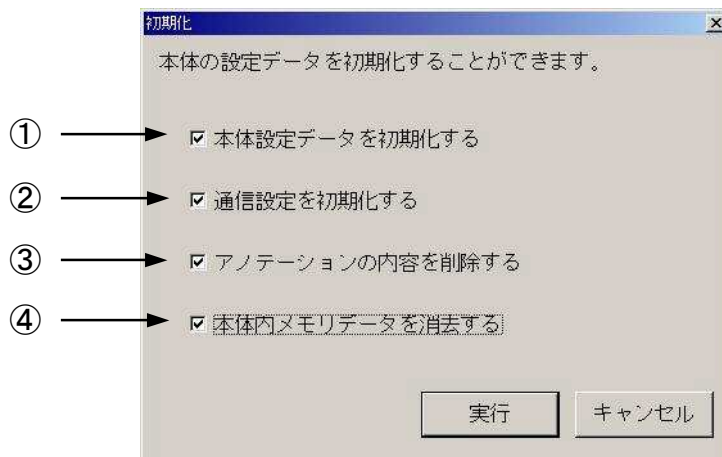 初期化
本体の設定データを初期化することができます。
① 本体設定データを初期化する
② 通信設定を初期化する
③ アノテーションの内容を削除する
④ 本体内メモリデータを消去する
実行 キャンセル